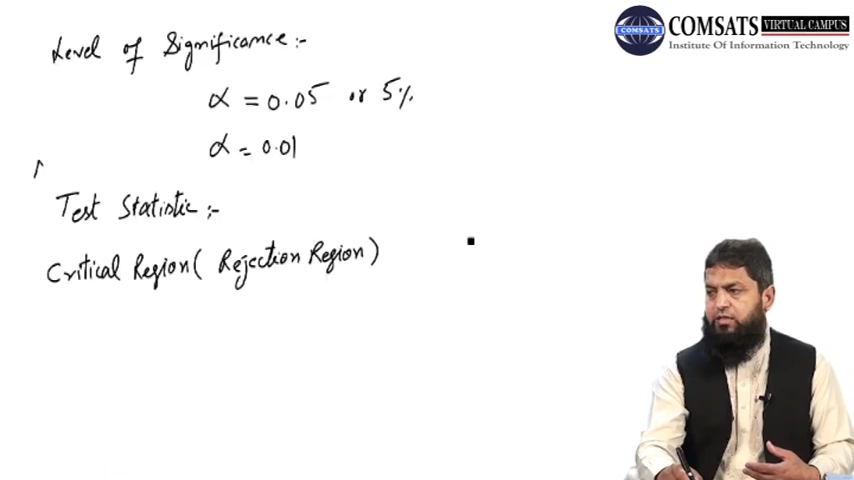 COMSATS
COMSATS VIRTUAL CAMPUS
Institute Of Information Technology
Level of Significance:-
α = 0.05 or 5%
α = 0.01
Test Statistic:-
Critical Region( Rejection Region)